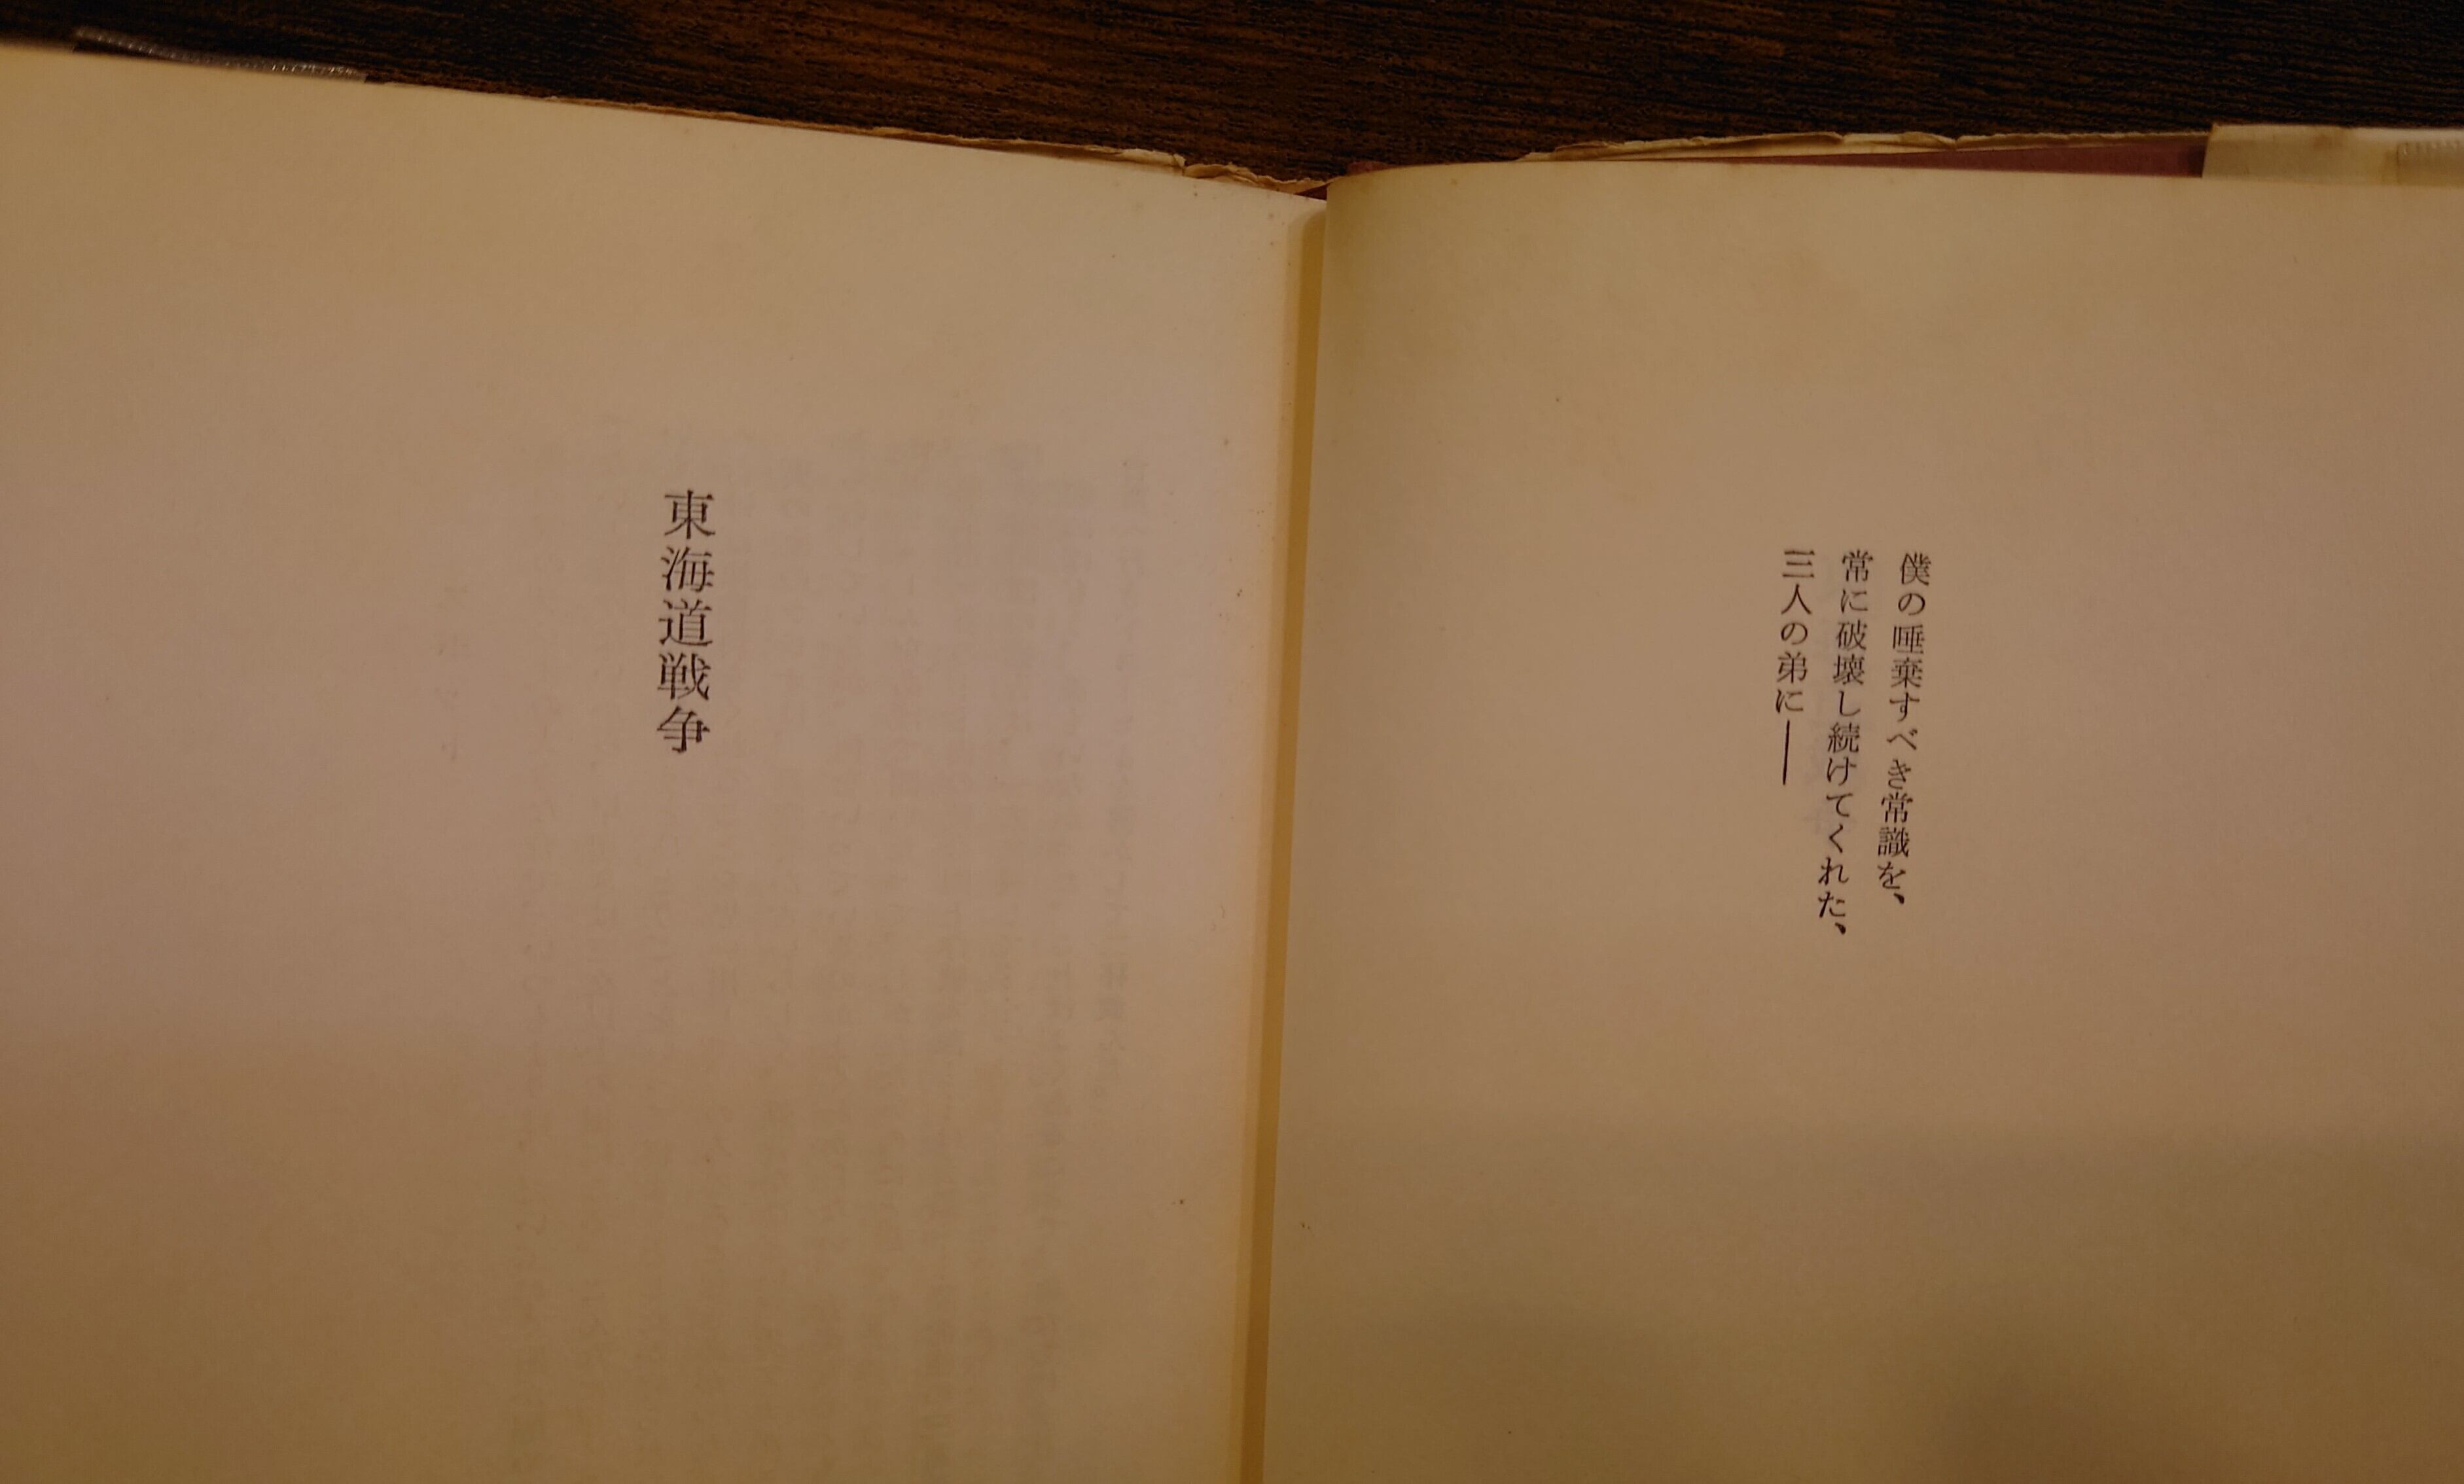 僕の唾棄すべき常識を、
常に破壊し続けてくれた、
三人の弟に――
東海道戦争